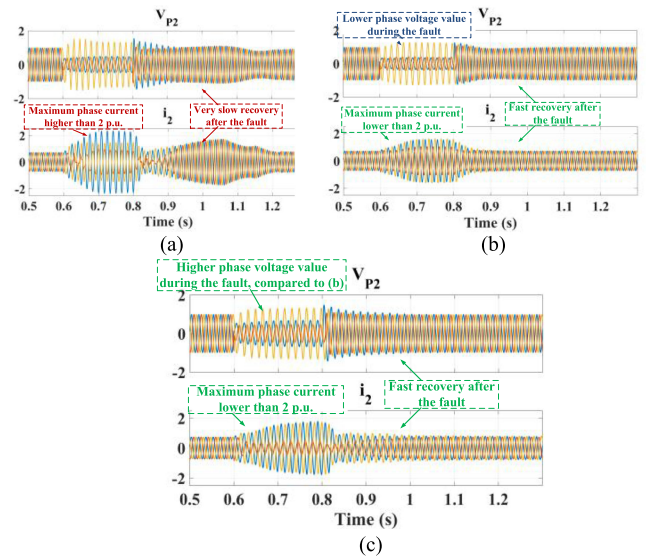 V_P2
2
0
-2
Maximum phase current
higher than 2 p.u.
i_2
Very slow recovery
after the fault
2
0
-2
0.5 0.6 0.7 0.8 0.9 1 1.1 1.2
Time (s)
(a)
Lower phase voltage value
during the fault
V_P2
2
0
-2
Maximum phase current
lower than 2 p.u.
i_2
Fast recovery after
the fault
2
0
-2
0.5 0.6 0.7 0.8 0.9 1 1.1 1.2
Time (s)
(b)
Higher phase voltage value
during the fault, compared to (b)
V_P2
2
0
-2
Maximum phase current
lower than 2 p.u.
i_2
Fast recovery after
the fault
2
0
-2
0.5 0.6 0.7 0.8 0.9 1 1.1 1.2
Time (s)
(c)